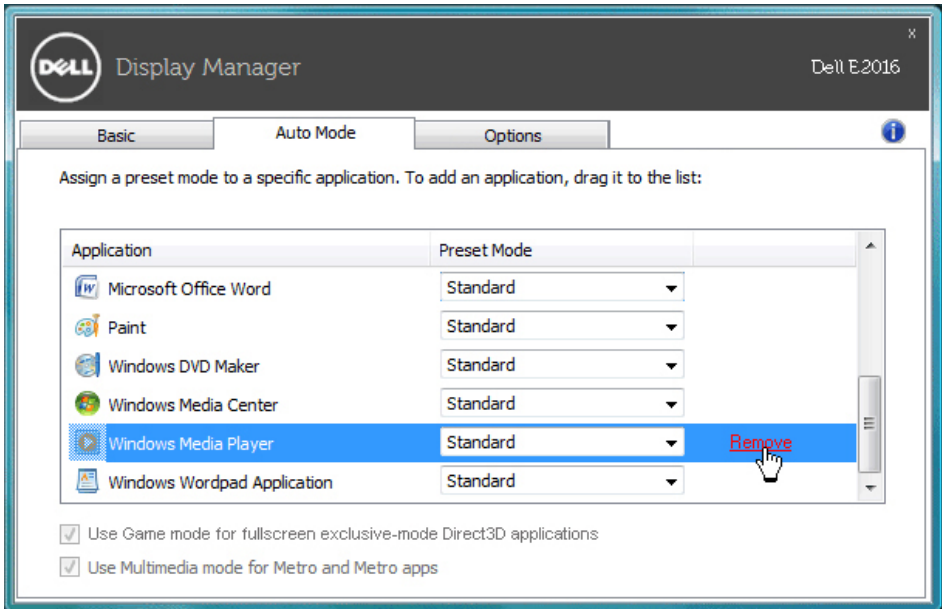 x
DELL Display Manager Dell E2016
Basic Auto Mode Options
Assign a preset mode to a specific application. To add an application, drag it to the list:
Application Preset Mode
Microsoft Office Word Standard
Paint Standard
Windows DVD Maker Standard
Windows Media Center Standard
Windows Media Player Standard Remove
Windows Wordpad Application Standard
Use Game mode for fullscreen exclusive-mode Direct3D applications
Use Multimedia mode for Metro and Metro apps